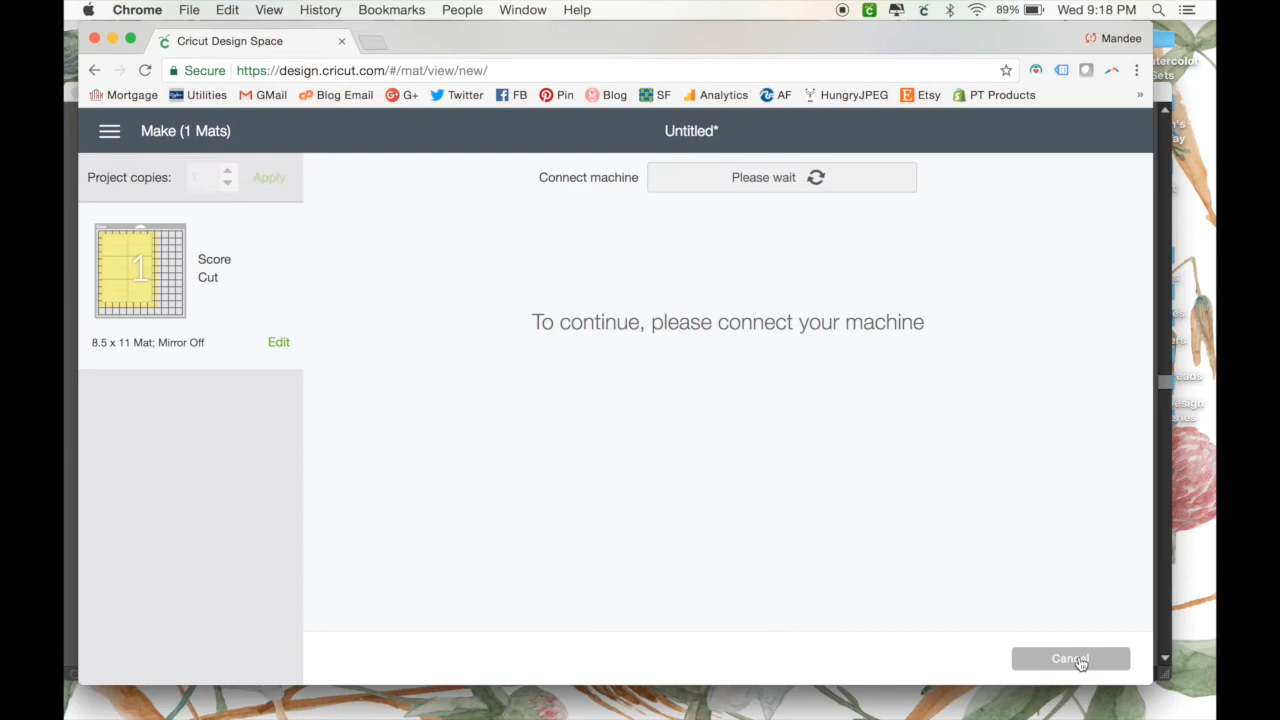 Chrome File Edit View History Bookmarks People Window Help 89% Wed 9:18 PM
Cricut Design Space Mandee
Secure https://design.cricut.com/#/mat/view/new/
Mortgage Utilities GMail Blog Email G+ Twitter FB Pin Blog SF Analytics AF HungryJPEG Etsy PT Products »
Make (1 Mats) Untitled*
Project copies: 1 Apply Connect machine Please wait
1 Score
Cut
To continue, please connect your machine
8.5 x 11 Mat; Mirror Off Edit
Cancel